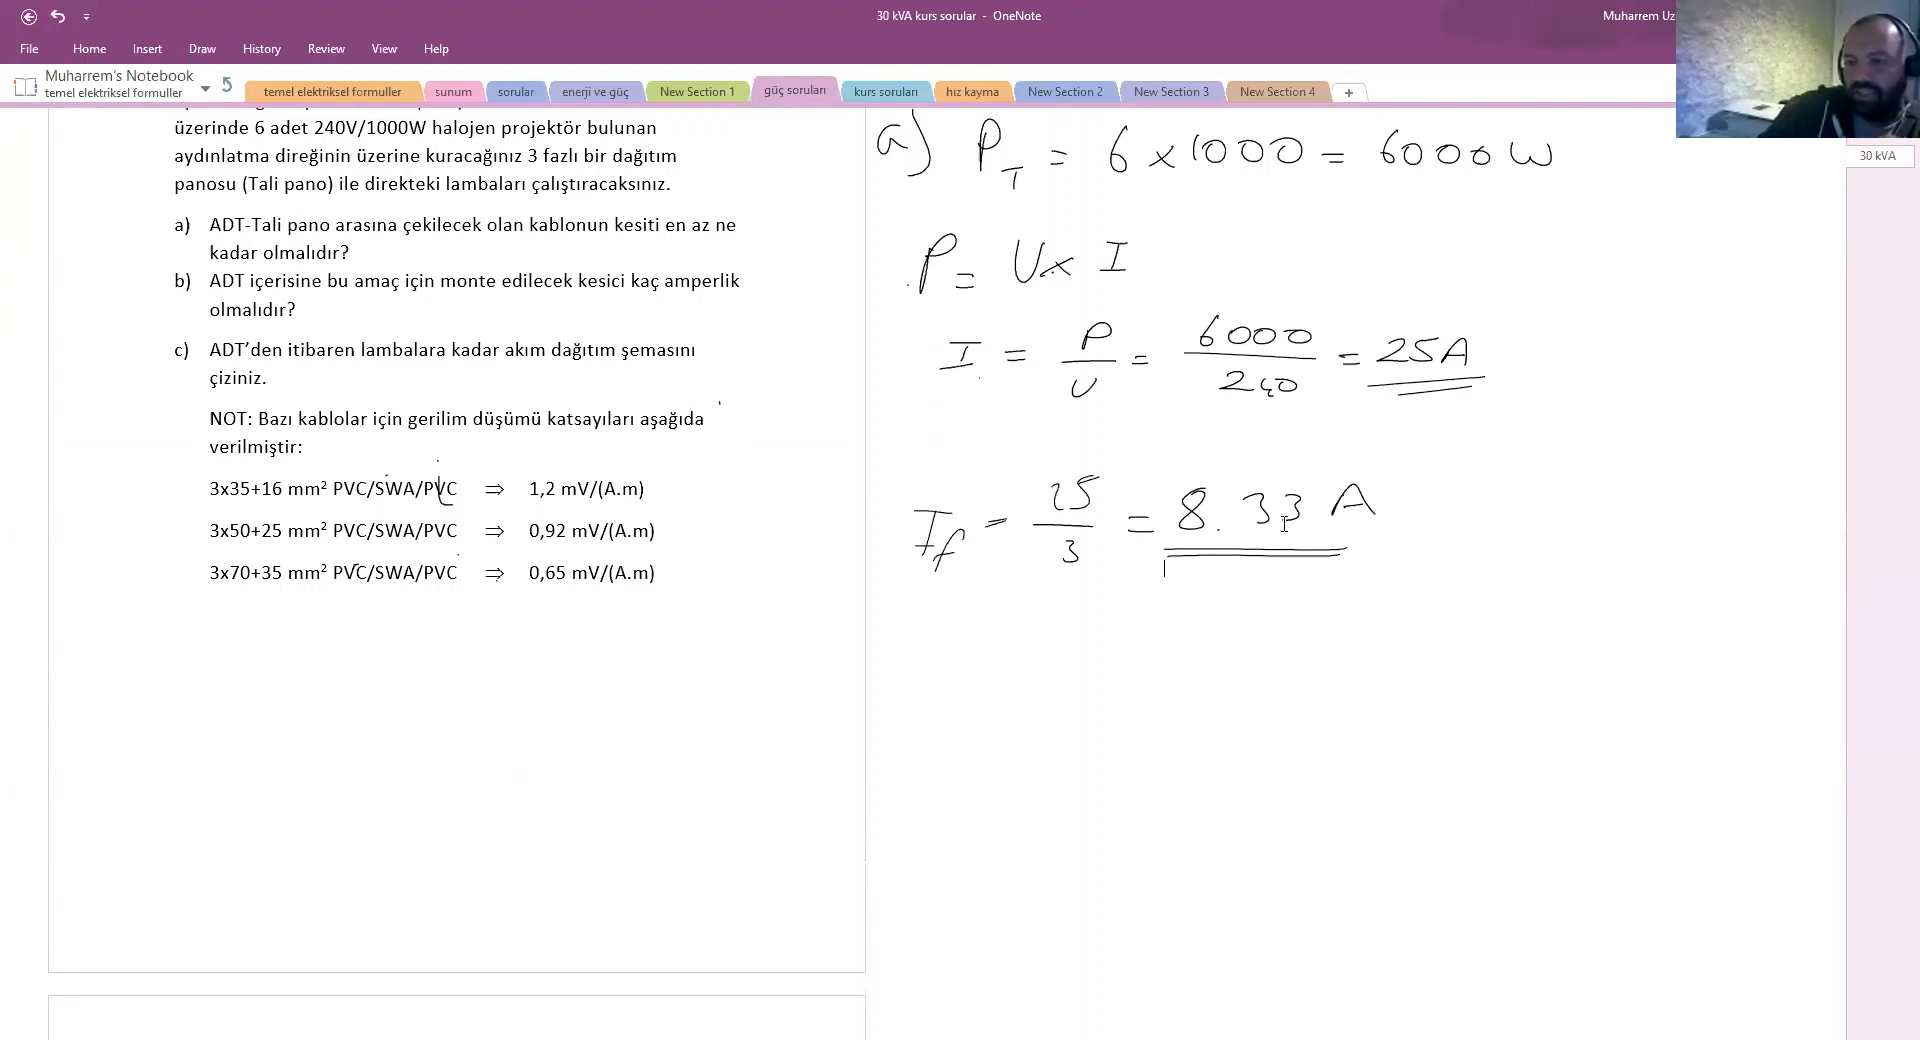 30 kVA kurs sorular - OneNote
Muharrem Uz
File Home Insert Draw History Review View Help
Muharrem's Notebook
temel elektriksel formuller
temel elektriksel formuller sunum sorular enerji ve güç New Section 1 güç soruları kurs soruları hız kayma New Section 2 New Section 3 New Section 4 +
30 kVA
üzerinde 6 adet 240V/1000W halojen projektör bulunan
aydınlatma direğinin üzerine kuracağınız 3 fazlı bir dağıtım
panosu (Tali pano) ile direkteki lambaları çalıştıracaksınız.
a) ADT-Tali pano arasına çekilecek olan kablonun kesiti en az ne
kadar olmalıdır?
b) ADT içerisine bu amaç için monte edilecek kesici kaç amperlik
olmalıdır?
c) ADT’den itibaren lambalara kadar akım dağıtım şemasını
çiziniz.
NOT: Bazı kablolar için gerilim düşümü katsayıları aşağıda
verilmiştir:
3x35+16 mm² PVC/SWA/PVC ⇒ 1,2 mV/(A.m)
3x50+25 mm² PVC/SWA/PVC ⇒ 0,92 mV/(A.m)
3x70+35 mm² PVC/SWA/PVC ⇒ 0,65 mV/(A.m)
a) P_T = 6 x 1000 = 6000 W
P = U x I
I = P/U = 6000/240 = 25A
I_f = 25/3 = 8.33 A